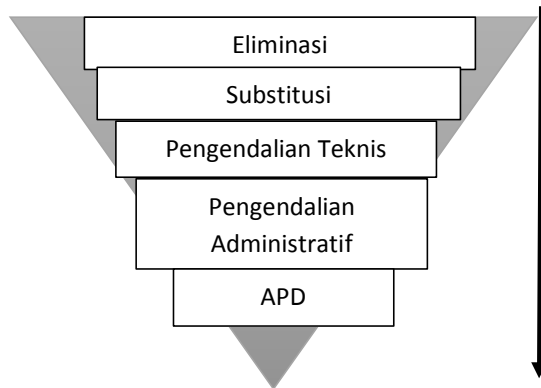 Eliminasi
Substitusi
Pengendalian Teknis
Pengendalian
Administratif
APD